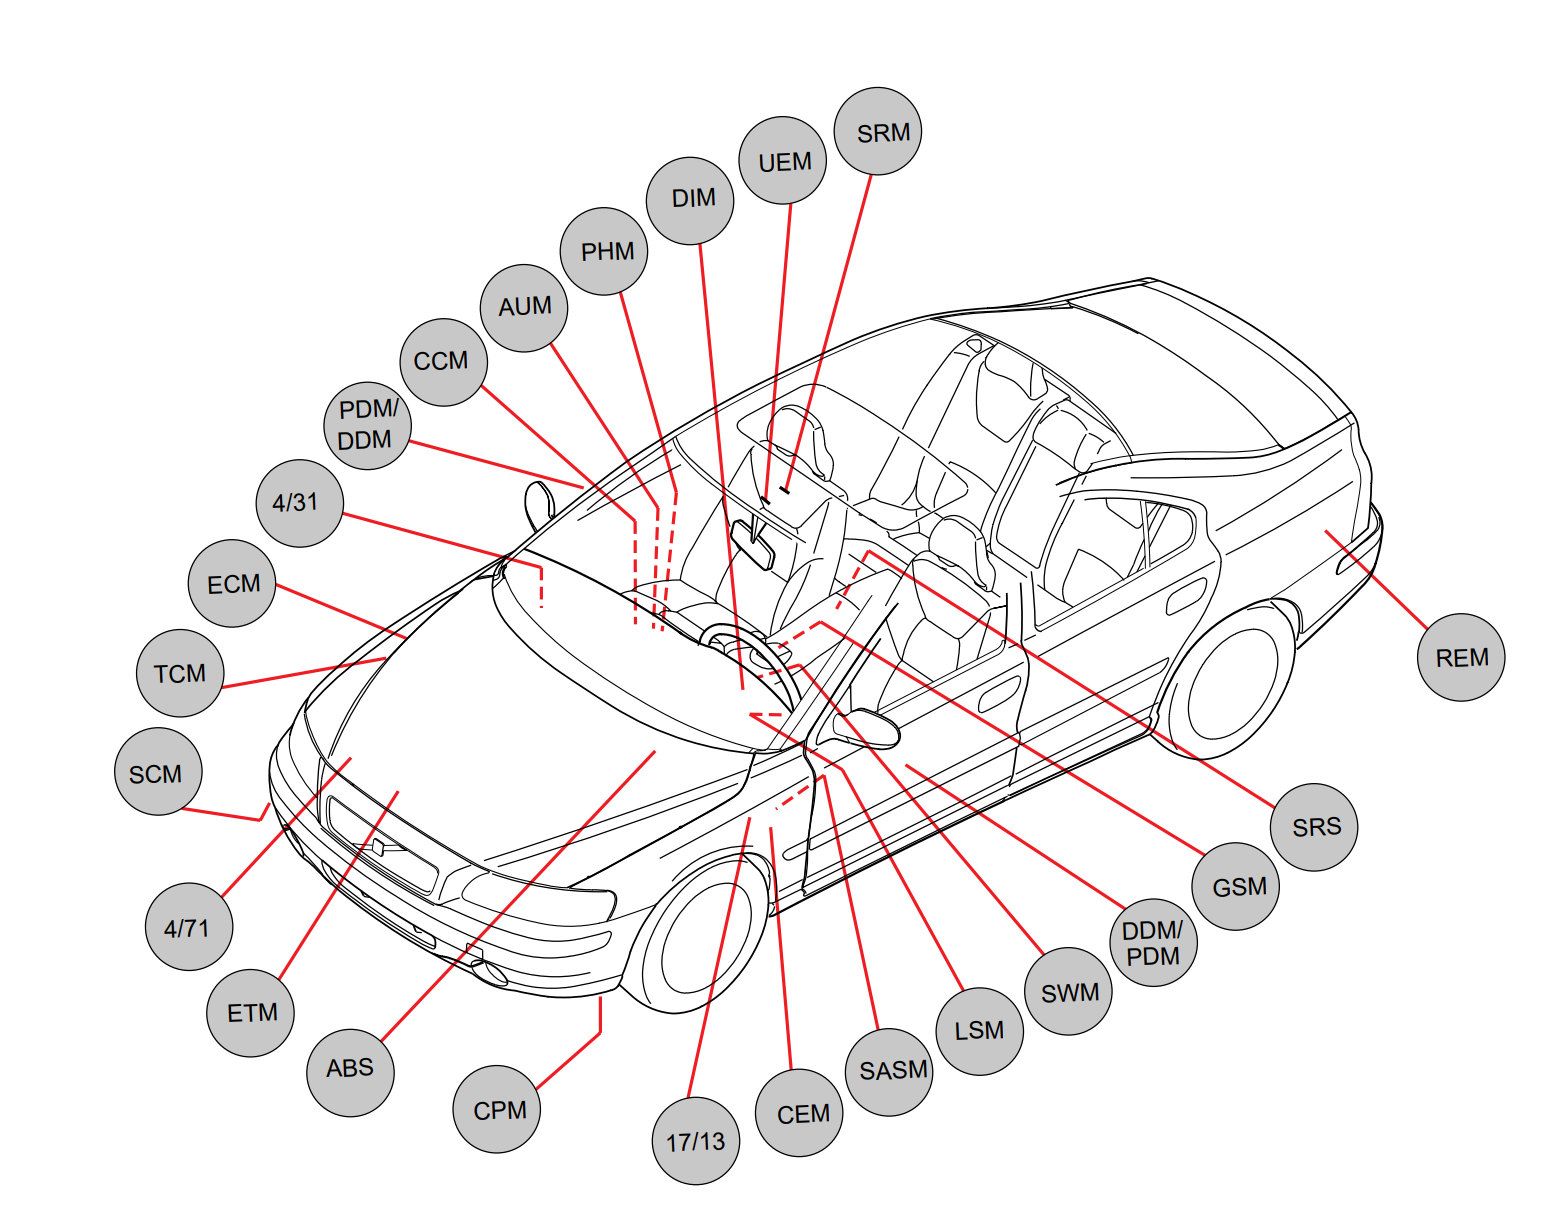 SRM
UEM
DIM
PHM
AUM
CCM
PDM/
DDM
4/31
ECM
TCM
SCM
4/71
ETM
ABS
CPM
17/13
CEM
SASM
LSM
SWM
DDM/
PDM
GSM
SRS
REM